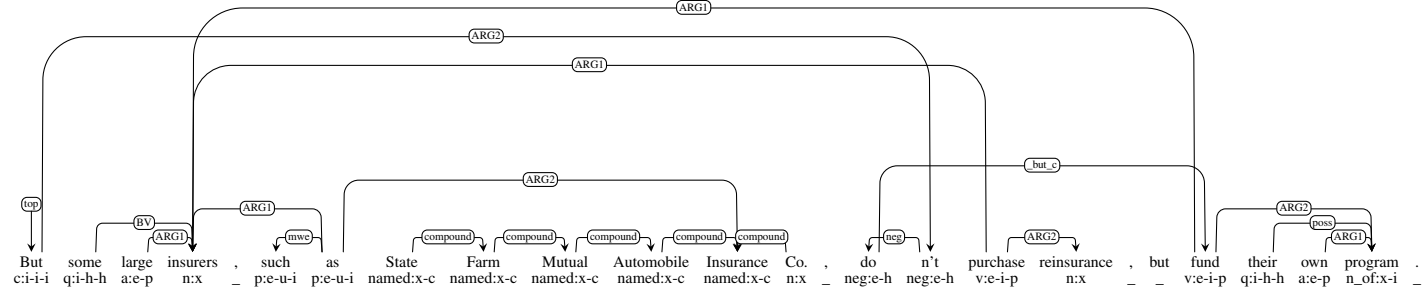 ARG1
ARG2
ARG1
_but_c
ARG2
top ARG1 ARG2
BV poss
ARG1 mwe compound compound compound compound compound neg ARG2 ARG1
But some large insurers , such as State Farm Mutual Automobile Insurance Co. , do n't purchase reinsurance , but fund their own program .
c:i-i-i q:i-h-h a:e-p n:x _ p:e-u-i p:e-u-i named:x-c named:x-c named:x-c named:x-c named:x-c n:x _ neg:e-h neg:e-h v:e-i-p n:x _ _ v:e-i-p q:i-h-h a:e-p n_of:x-i _